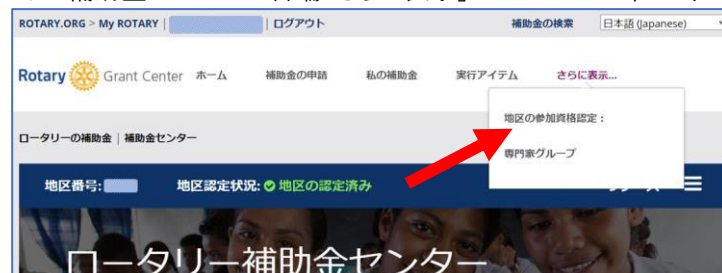 ROTARY.ORG > My ROTARY | | ログアウト 補助金の検索 日本語 (Japanese)
Rotary Grant Center ホーム 補助金の申請 私の補助金 実行アイテム さらに表示...
地区の参加資格認定:
ロータリーの補助金 | 補助金センター
専門家グループ
地区番号: 地区認定状況: 地区の認定済み
ロータリー補助金センター